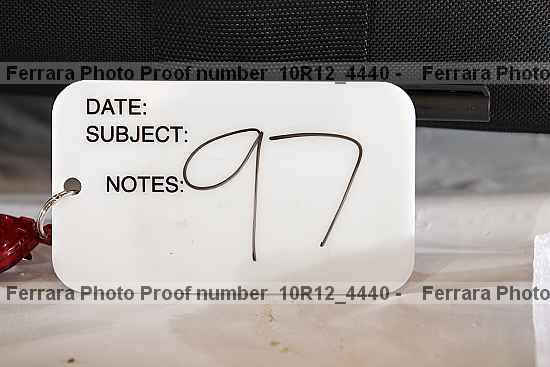 Ferrara Photo Proof number 10R12_4440 - Ferrara Photo
DATE:
SUBJECT: 97
NOTES:
Ferrara Photo Proof number 10R12_4440 - Ferrara Photo